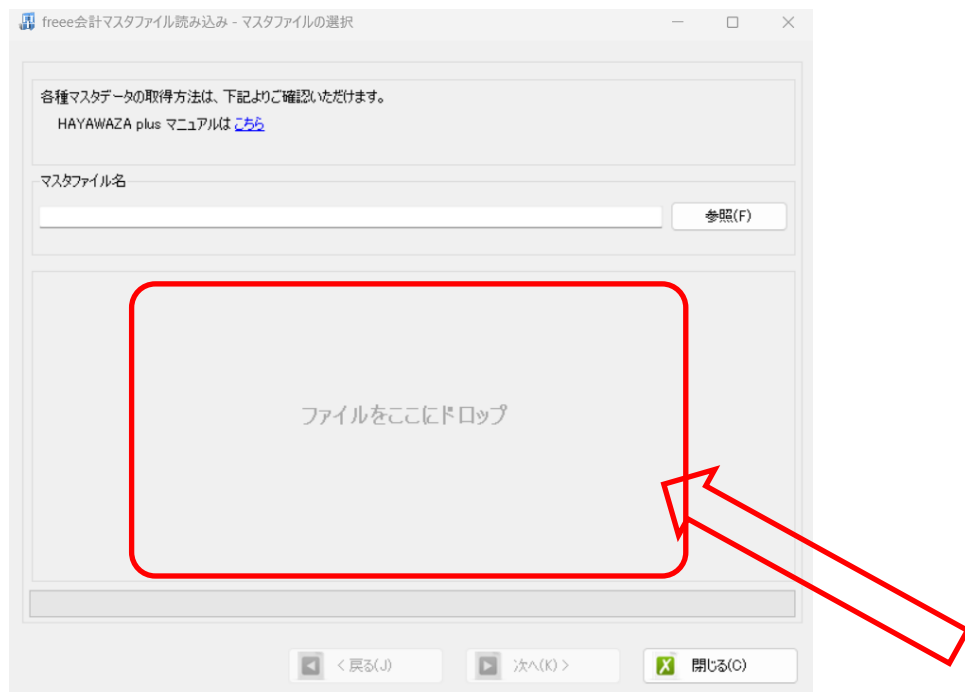 freee会計マスタファイル読み込み - マスタファイルの選択
各種マスタデータの取得方法は、下記よりご確認いただけます。
HAYAWAZA plus マニュアルは こちら
マスタファイル名
参照(F)
ファイルをここにドロップ
< 戻る(J)
次へ(K) >
閉じる(C)